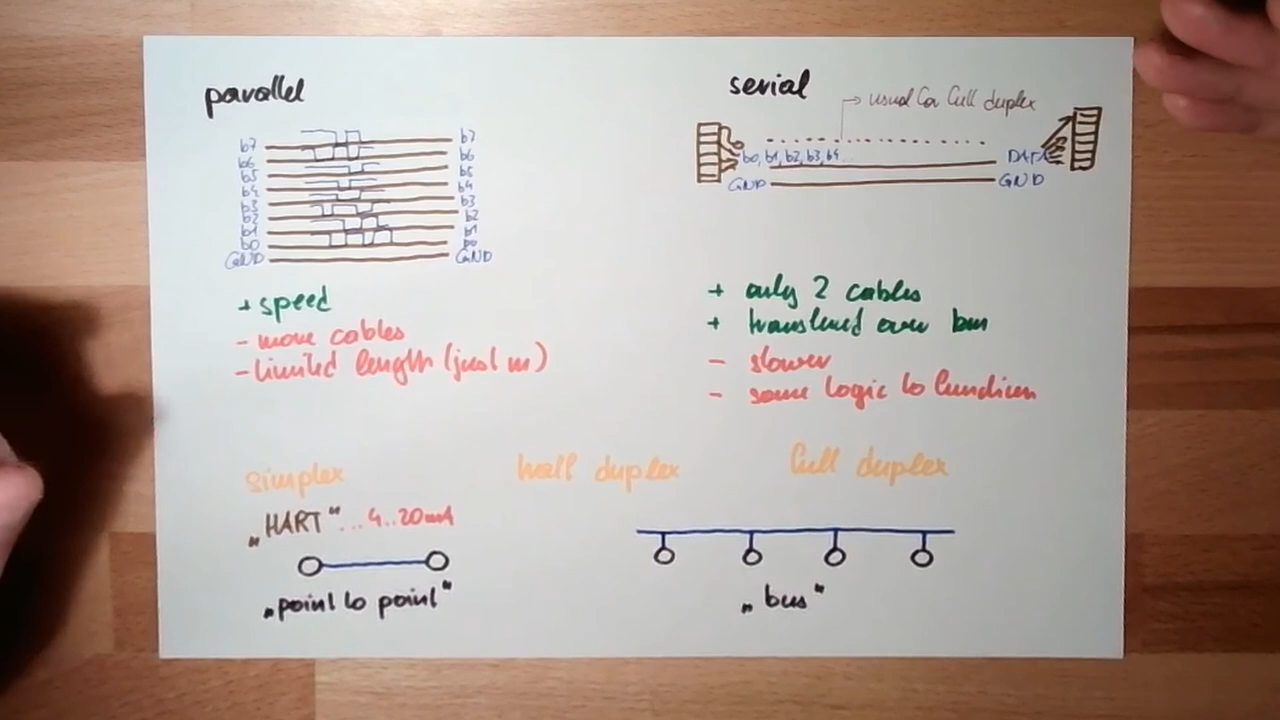 parallel
b7 b7
b6 b6
b5 b5
b4 b4
b3 b3
b2 b2
b1 b1
b0 b0
GND GND
+ speed
- more cables
- limited length (just m)
serial
usual for full duplex
b0, b1, b2, b3, b4 DATA
GND GND
+ only 2 cables
+ transfered over bus
- slower
- some logic to function
simplex half duplex full duplex
„HART“ ... 4..20mA
„point to point“
„bus“